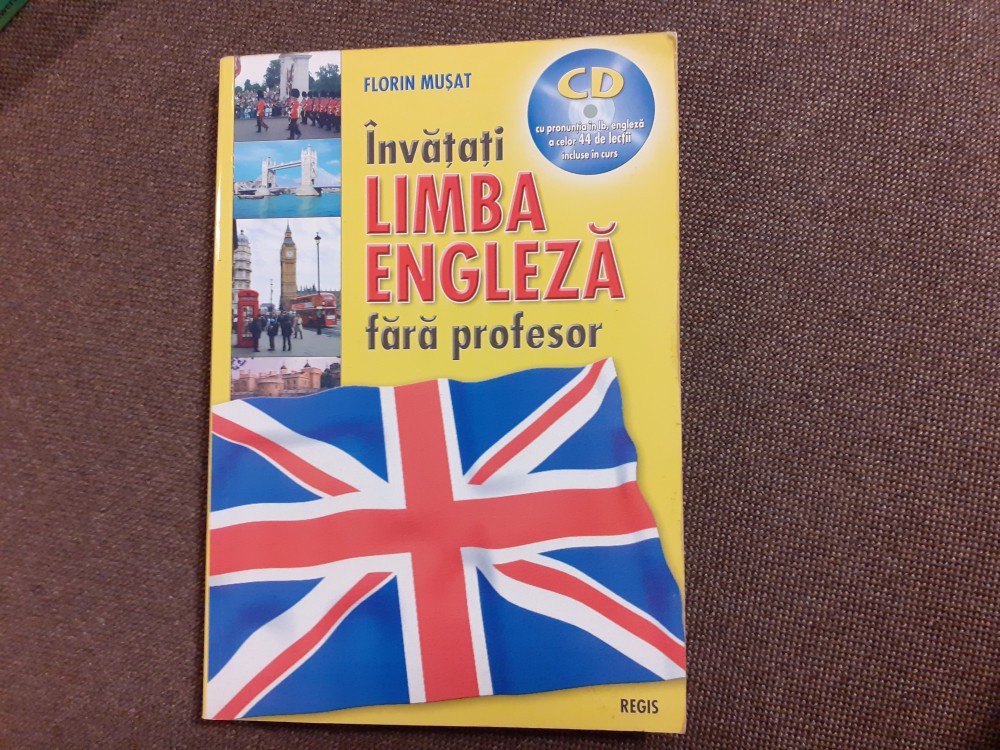 FLORIN MUȘAT
CD
cu pronunția în lb. engleză
a celor 44 de lecții
incluse în curs
Învățați
LIMBA
ENGLEZĂ
fără profesor
REGIS